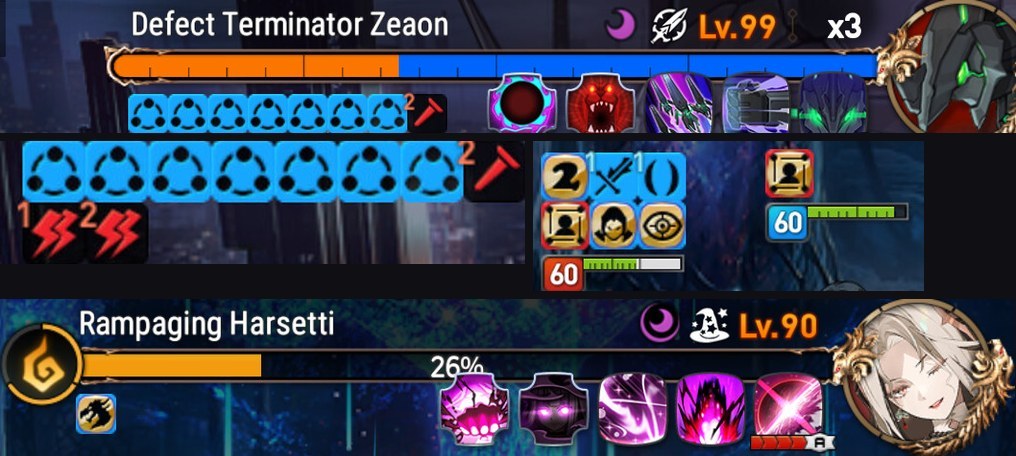 Defect Terminator Zeaon Lv.99 x3
2
2
1 2
2 1 1
60
60
Rampaging Harsetti Lv.90
26%
A